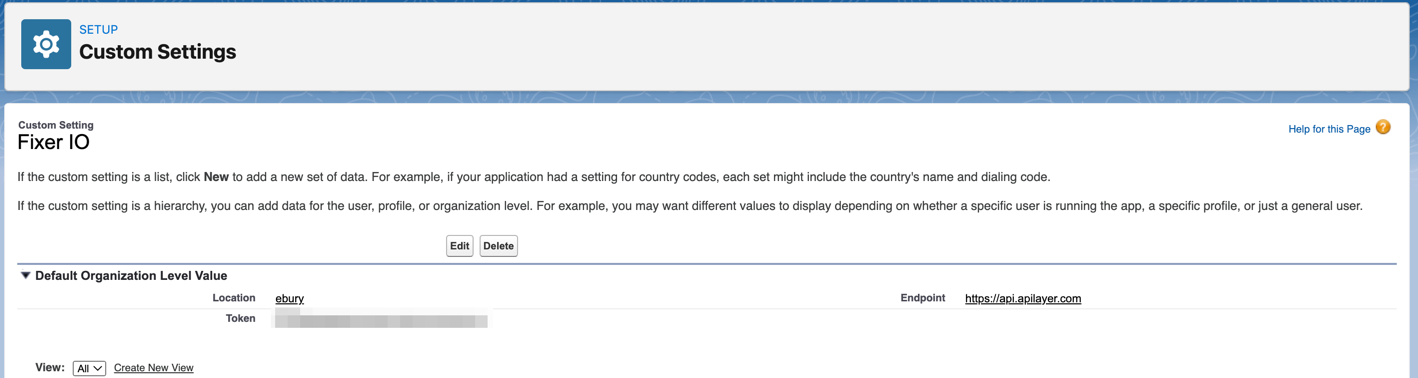 SETUP
Custom Settings
Custom Setting
Fixer IO
Help for this Page ?
If the custom setting is a list, click New to add a new set of data. For example, if your application had a setting for country codes, each set might include the country's name and dialing code.
If the custom setting is a hierarchy, you can add data for the user, profile, or organization level. For example, you may want different values to display depending on whether a specific user is running the app, a specific profile, or just a general user.
Edit Delete
Default Organization Level Value
Location ebury Endpoint https://api.apilayer.com
Token
View: All Create New View